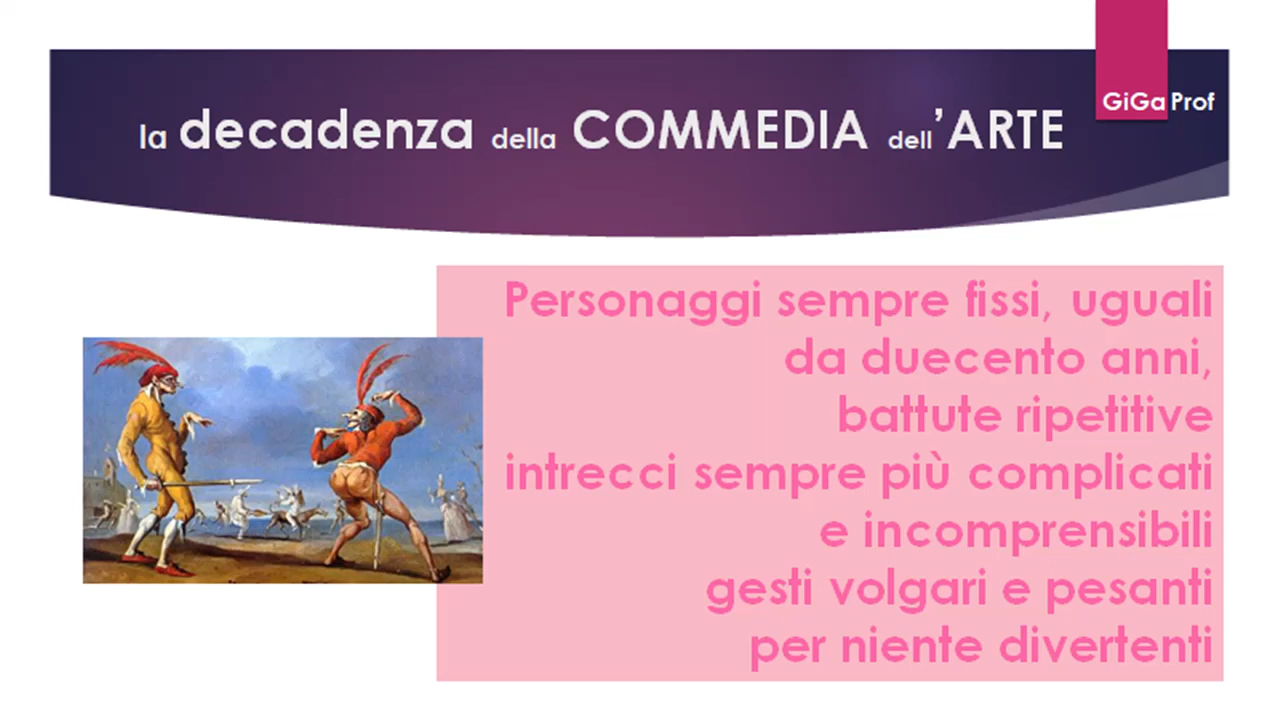 GiGa Prof
la decadenza della COMMEDIA dell'ARTE
Personaggi sempre fissi, uguali
da duecento anni,
battute ripetitive
intrecci sempre più complicati
e incomprensibili
gesti volgari e pesanti
per niente divertenti